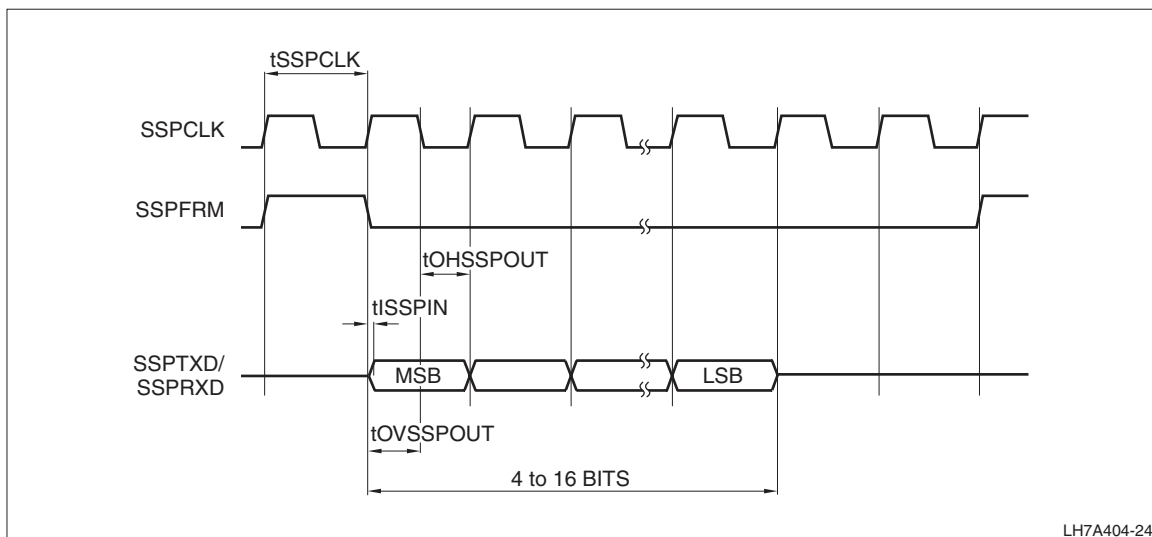 tSSPCLK
SSPCLK
SSPFRM
tOHSSPOUT
tISSPIN
SSPTXD/
SSPRXD
MSB
LSB
tOVSSPOUT
4 to 16 BITS
LH7A404-24